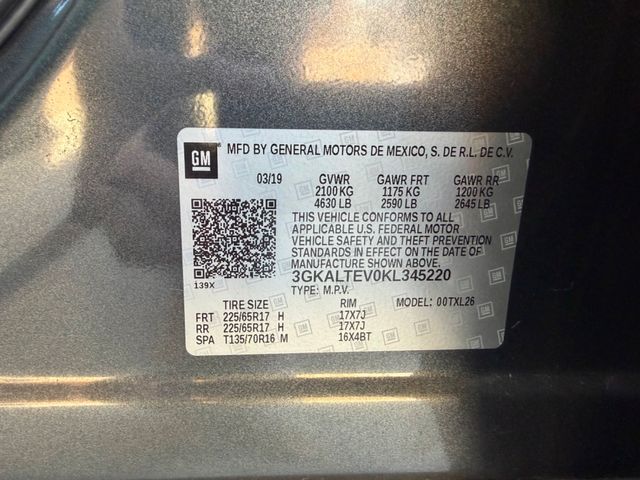 GM MFD BY GENERAL MOTORS DE MEXICO, S. DE R.L. DE C.V.
03/19 GVWR GAWR FRT GAWR RR
2100 KG 1175 KG 1200 KG
4630 LB 2590 LB 2645 LB
THIS VEHICLE CONFORMS TO ALL
APPLICABLE U.S. FEDERAL MOTOR
VEHICLE SAFETY AND THEFT PREVENTION
STANDARDS IN EFFECT ON THE DATE OF
MANUFACTURE SHOWN ABOVE.
3GKALTEV0KL345220
139X
TYPE: M.P.V.
TIRE SIZE RIM MODEL: 00TXL26
FRT 225/65R17 H 17X7J
RR 225/65R17 H 17X7J
SPA T135/70R16 M 16X4BT